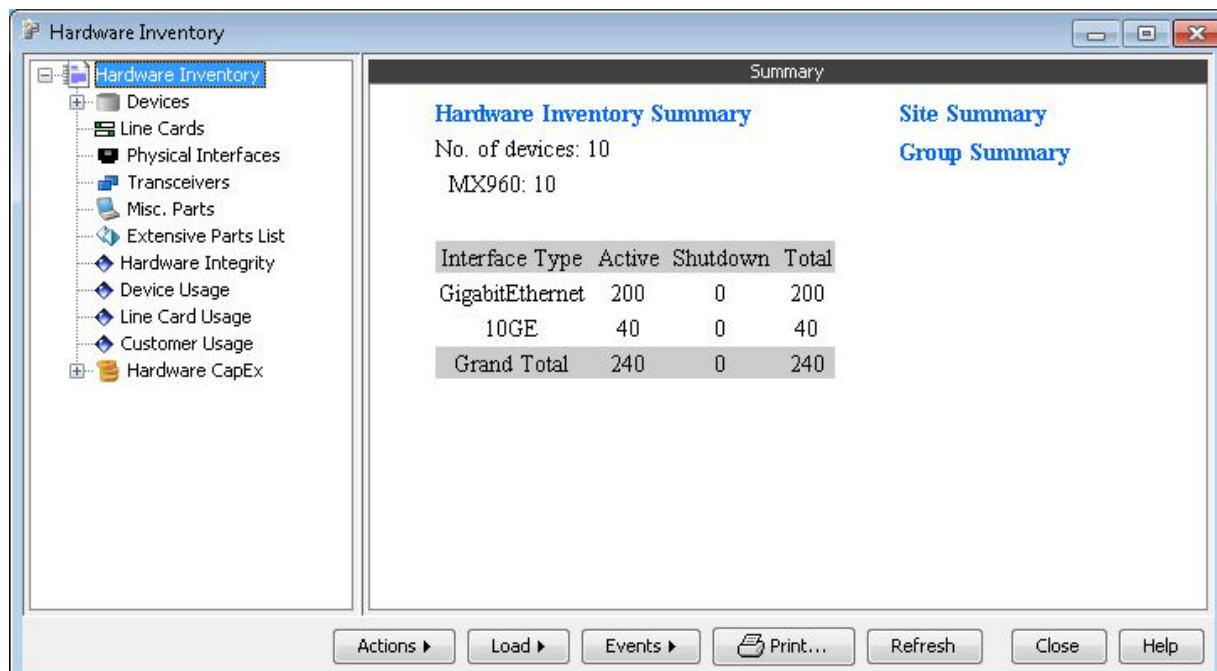 Hardware Inventory
Hardware Inventory
Devices
Line Cards
Physical Interfaces
Transceivers
Misc. Parts
Extensive Parts List
Hardware Integrity
Device Usage
Line Card Usage
Customer Usage
Hardware CapEx
Summary
Hardware Inventory Summary
No. of devices: 10
MX960: 10
Interface Type Active Shutdown Total
GigabitEthernet 200 0 200
10GE 40 0 40
Grand Total 240 0 240
Site Summary
Group Summary
Actions Load Events Print... Refresh Close Help